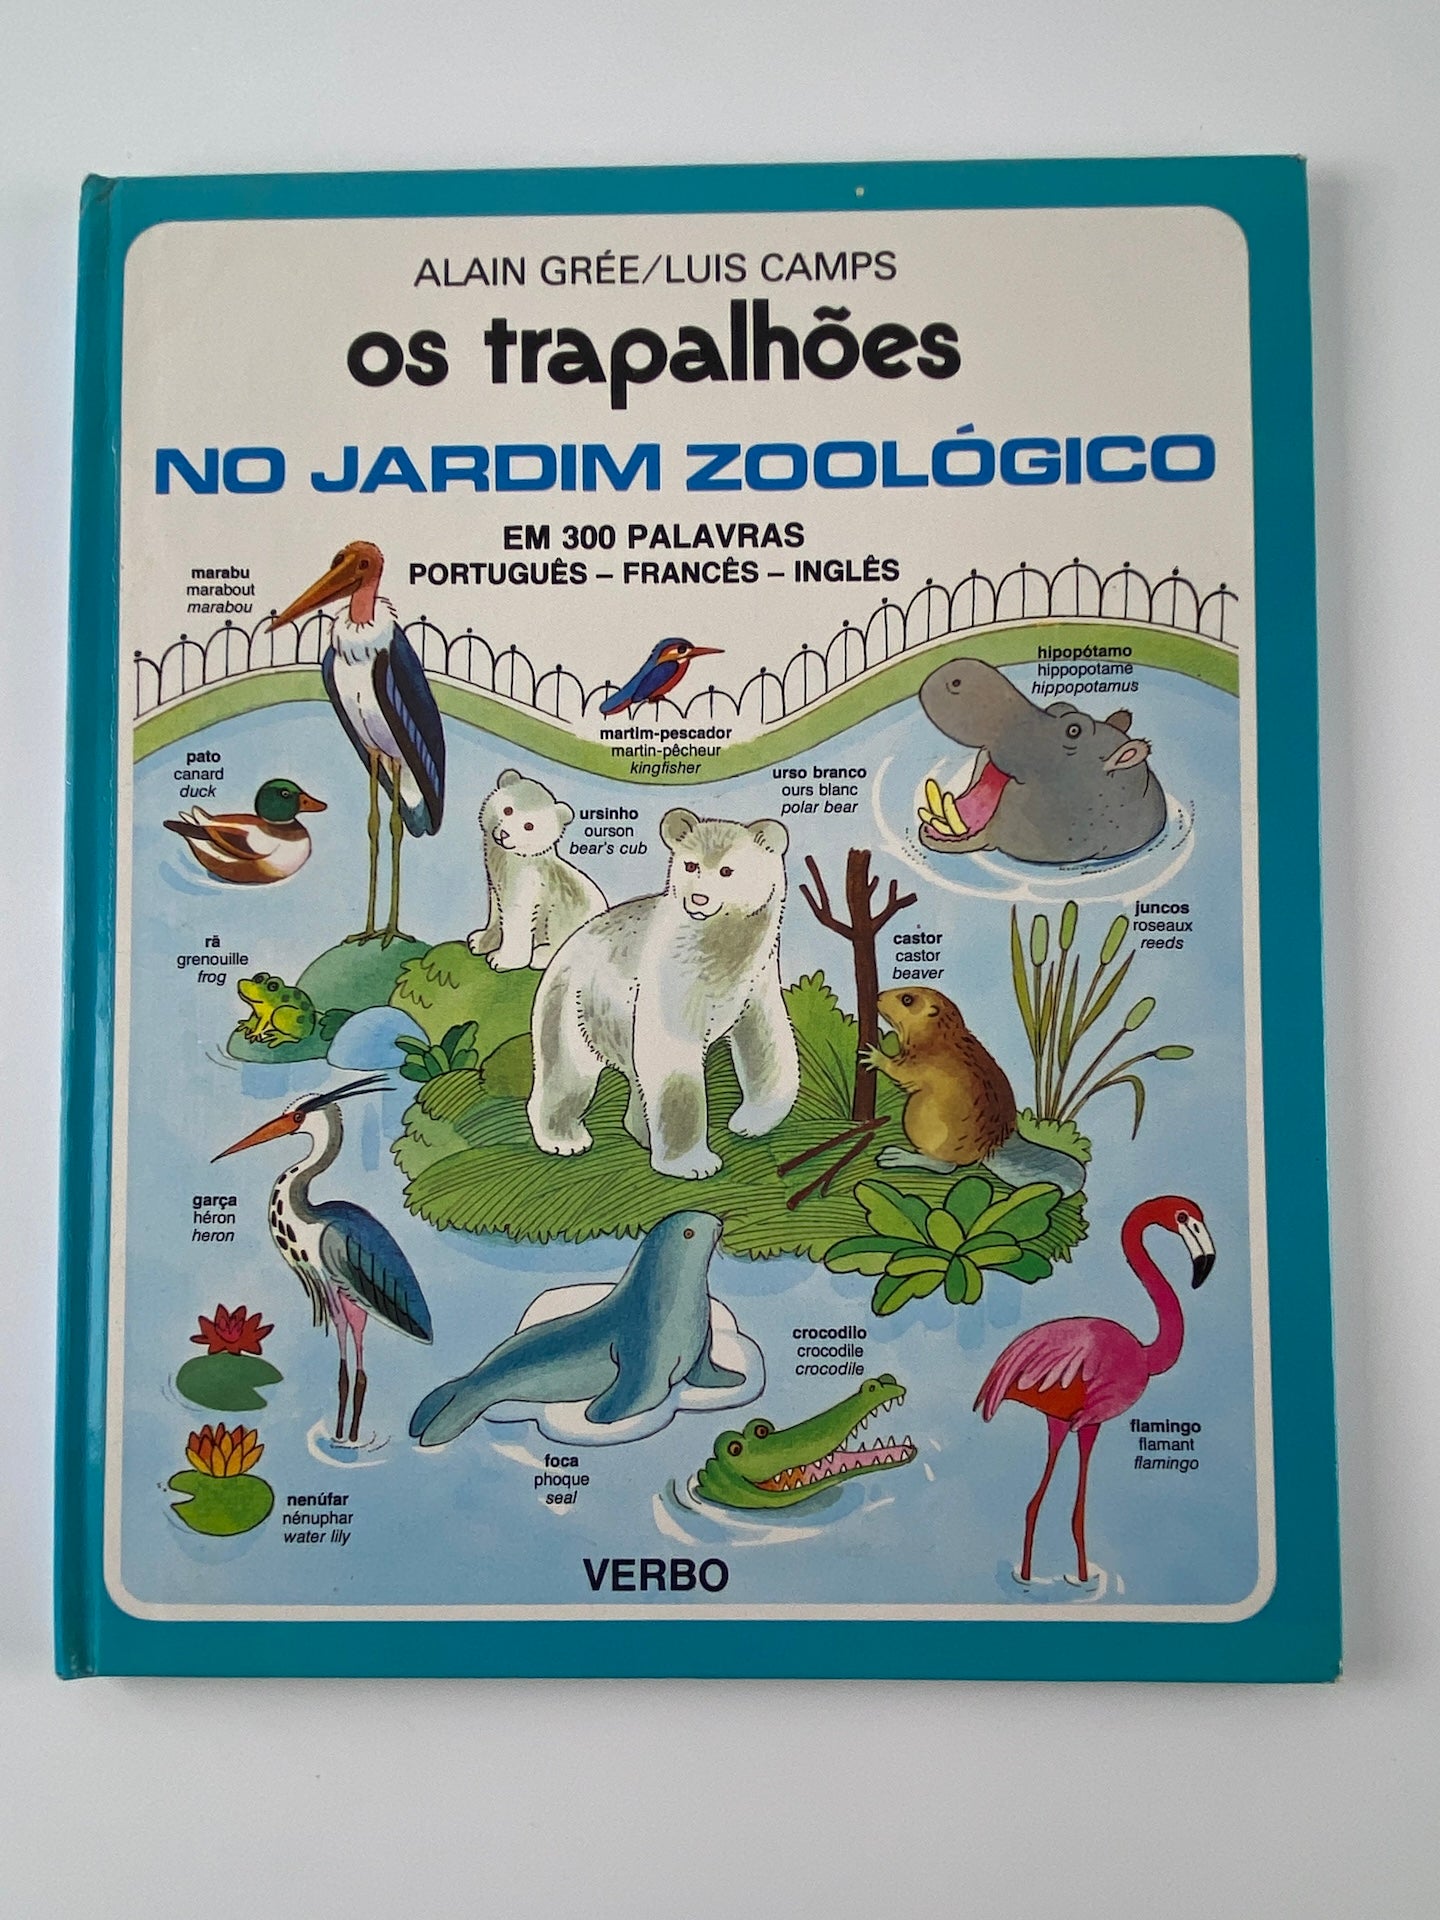 ALAIN GRÉE/LUIS CAMPS
os trapalhões
NO JARDIM ZOOLÓGICO
EM 300 PALAVRAS
PORTUGUÊS – FRANCÊS – INGLÊS
marabu
marabout
marabou
hipopótamo
hippopotame
hippopotamus
martim-pescador
martin-pêcheur
kingfisher
pato
canard
duck
urso branco
ours blanc
polar bear
ursinho
ourson
bear's cub
juncos
roseaux
reeds
rã
grenouille
frog
castor
castor
beaver
garça
héron
heron
crocodilo
crocodile
crocodile
flamingo
flamant
flamingo
foca
phoque
seal
nenúfar
nénuphar
water lily
VERBO